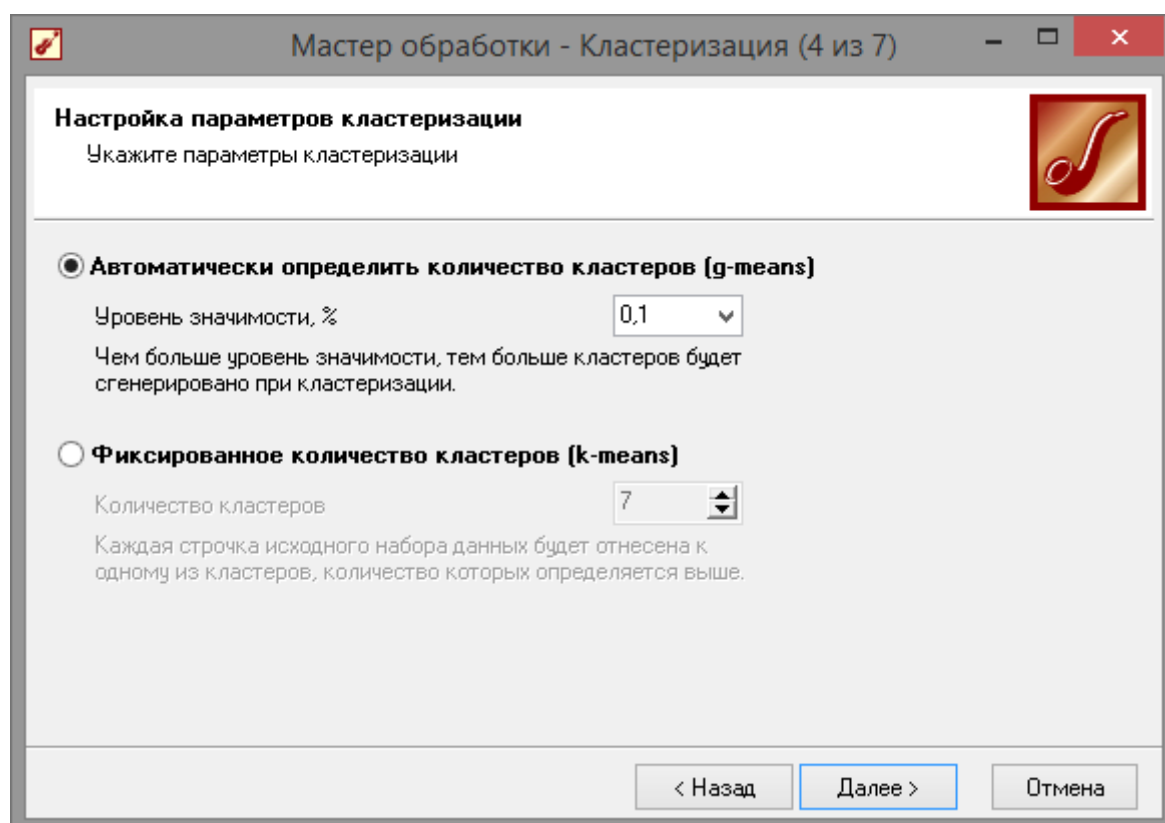 Мастер обработки - Кластеризация (4 из 7)
Настройка параметров кластеризации
Укажите параметры кластеризации
Автоматически определить количество кластеров (g-means)
Уровень значимости, % 0,1
Чем больше уровень значимости, тем больше кластеров будет
сгенерировано при кластеризации.
Фиксированное количество кластеров (k-means)
Количество кластеров 7
Каждая строчка исходного набора данных будет отнесена к
одному из кластеров, количество которых определяется выше.
< Назад Далее > Отмена